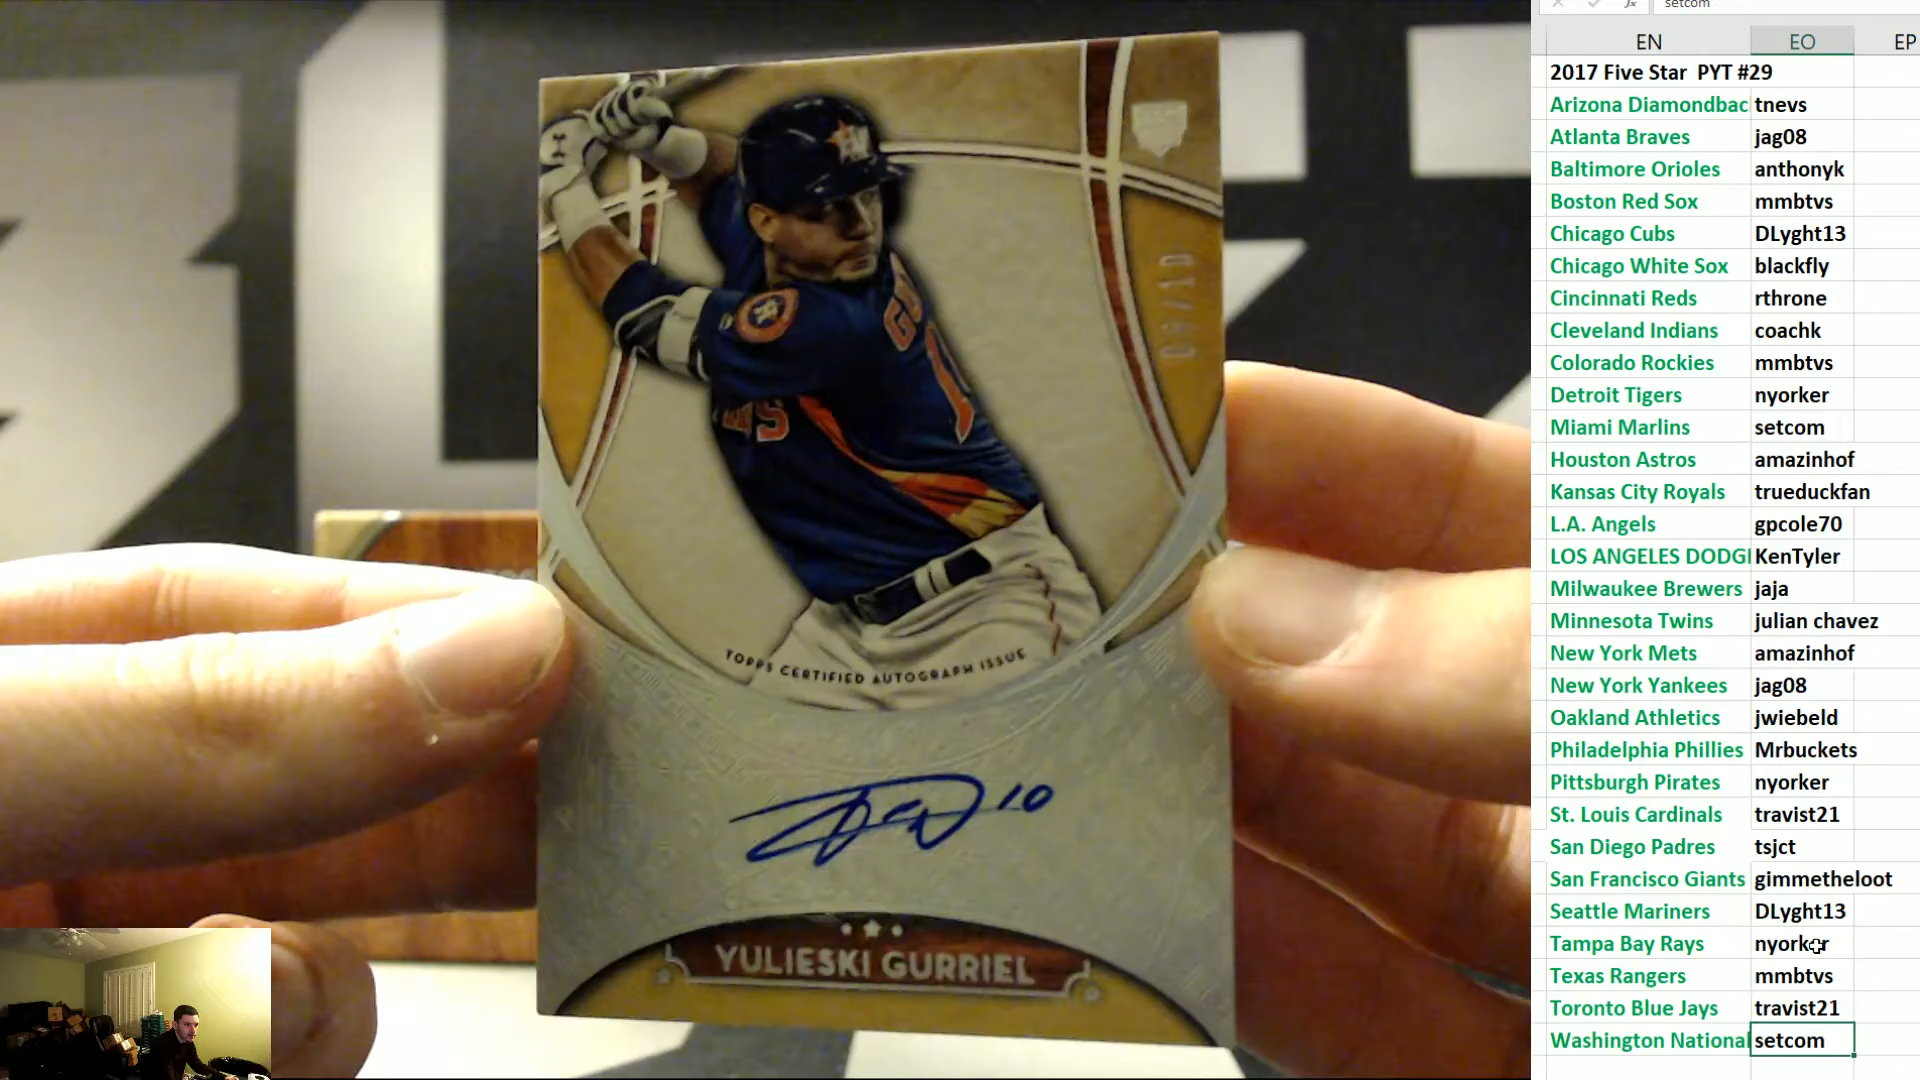 TOPPS CERTIFIED AUTOGRAPH ISSUE
10
YULIESKI GURRIEL
setcom
EN EO EP
2017 Five Star PYT #29
Arizona Diamondbac tnevs
Atlanta Braves jag08
Baltimore Orioles anthonyk
Boston Red Sox mmbtvs
Chicago Cubs DLyght13
Chicago White Sox blackfly
Cincinnati Reds rthrone
Cleveland Indians coachk
Colorado Rockies mmbtvs
Detroit Tigers nyorker
Miami Marlins setcom
Houston Astros amazinhof
Kansas City Royals trueduckfan
L.A. Angels gpcole70
LOS ANGELES DODG KenTyler
Milwaukee Brewers jaja
Minnesota Twins julian chavez
New York Mets amazinhof
New York Yankees jag08
Oakland Athletics jwiebeld
Philadelphia Phillies Mrbuckets
Pittsburgh Pirates nyorker
St. Louis Cardinals travist21
San Diego Padres tsjct
San Francisco Giants gimmetheloot
Seattle Mariners DLyght13
Tampa Bay Rays nyorker
Texas Rangers mmbtvs
Toronto Blue Jays travist21
Washington National setcom